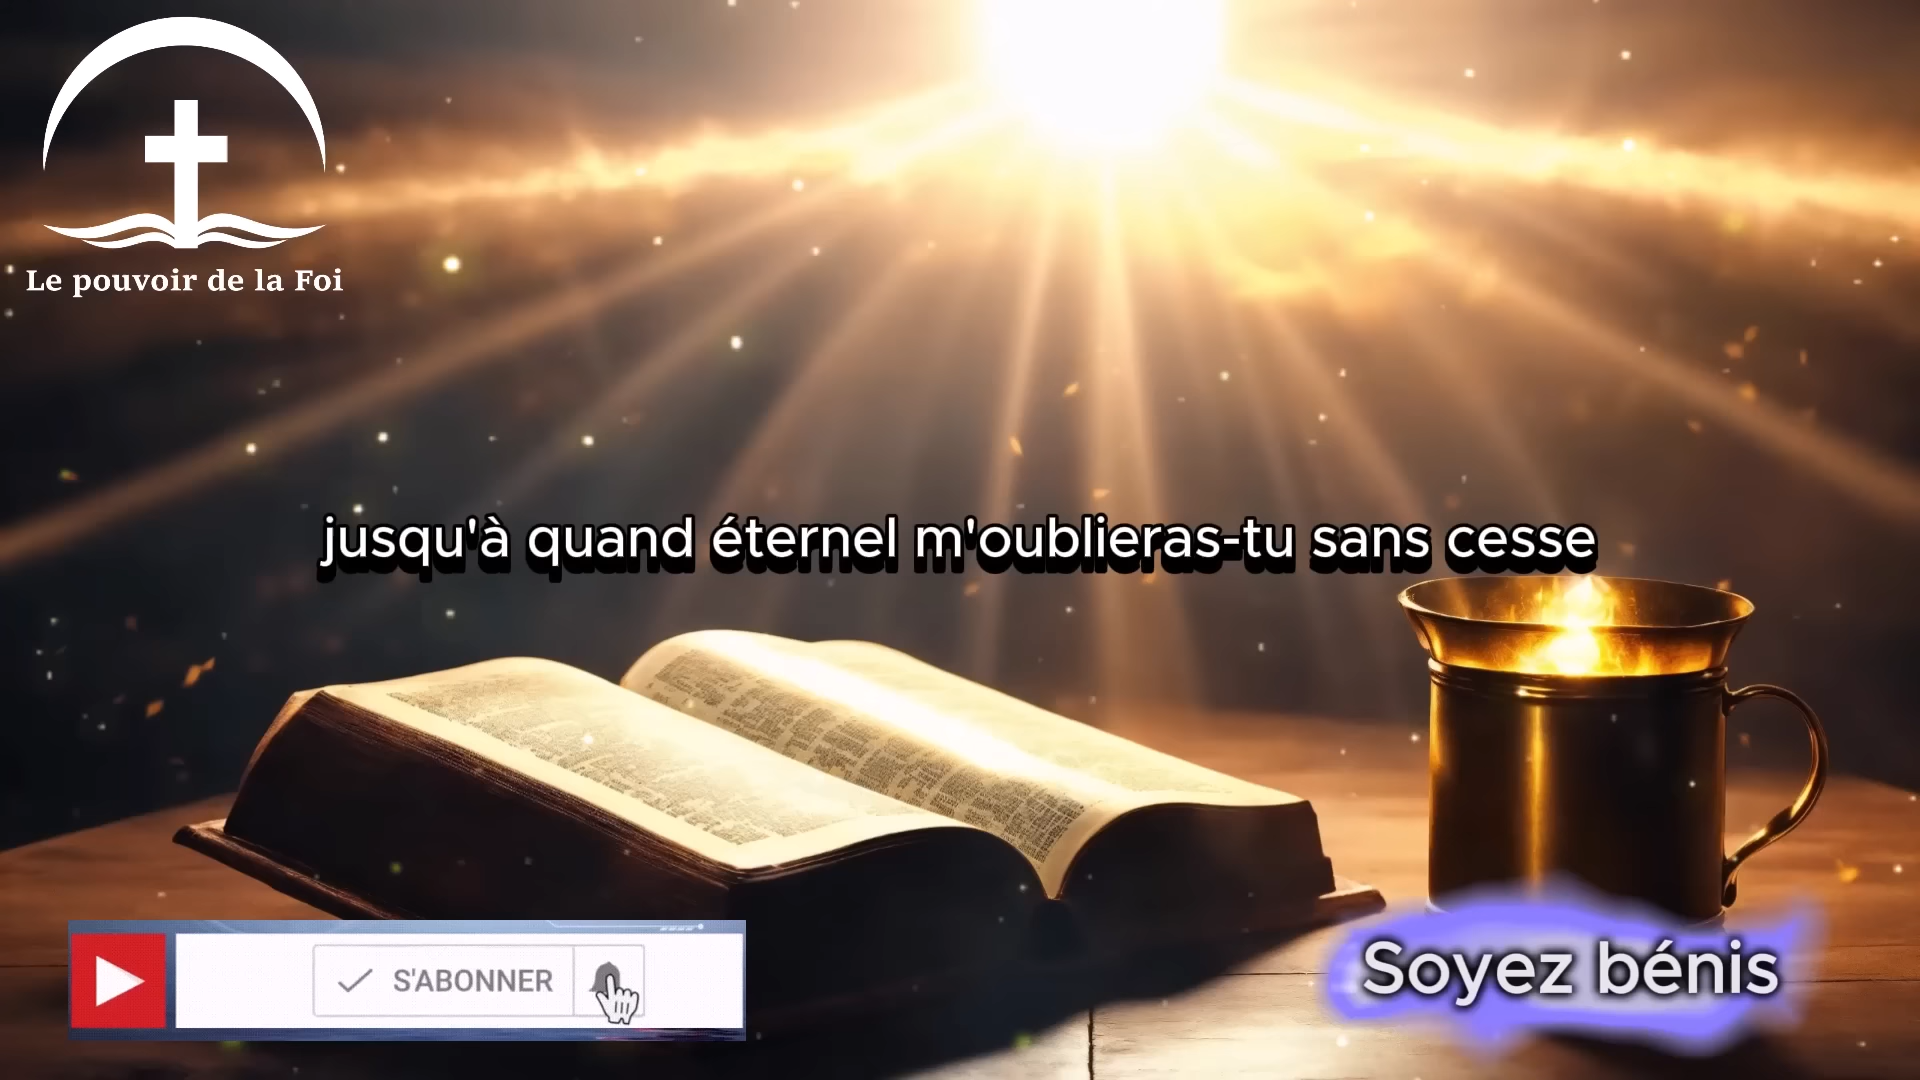 Le pouvoir de la Foi
jusqu'à quand éternel m'oublieras-tu sans cesse
S'ABONNER
Soyez bénis